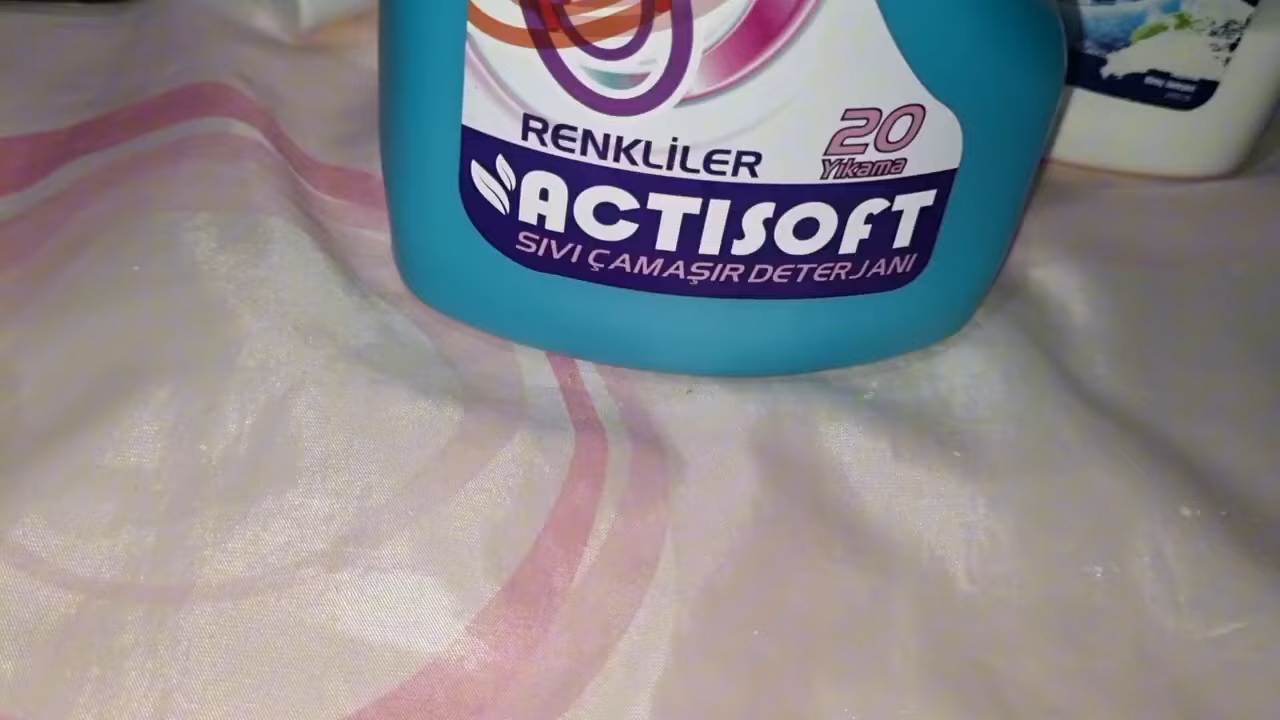 RENKLİLER
20
Yıkama
ACTISOFT
SIVI ÇAMAŞIR DETERJANI